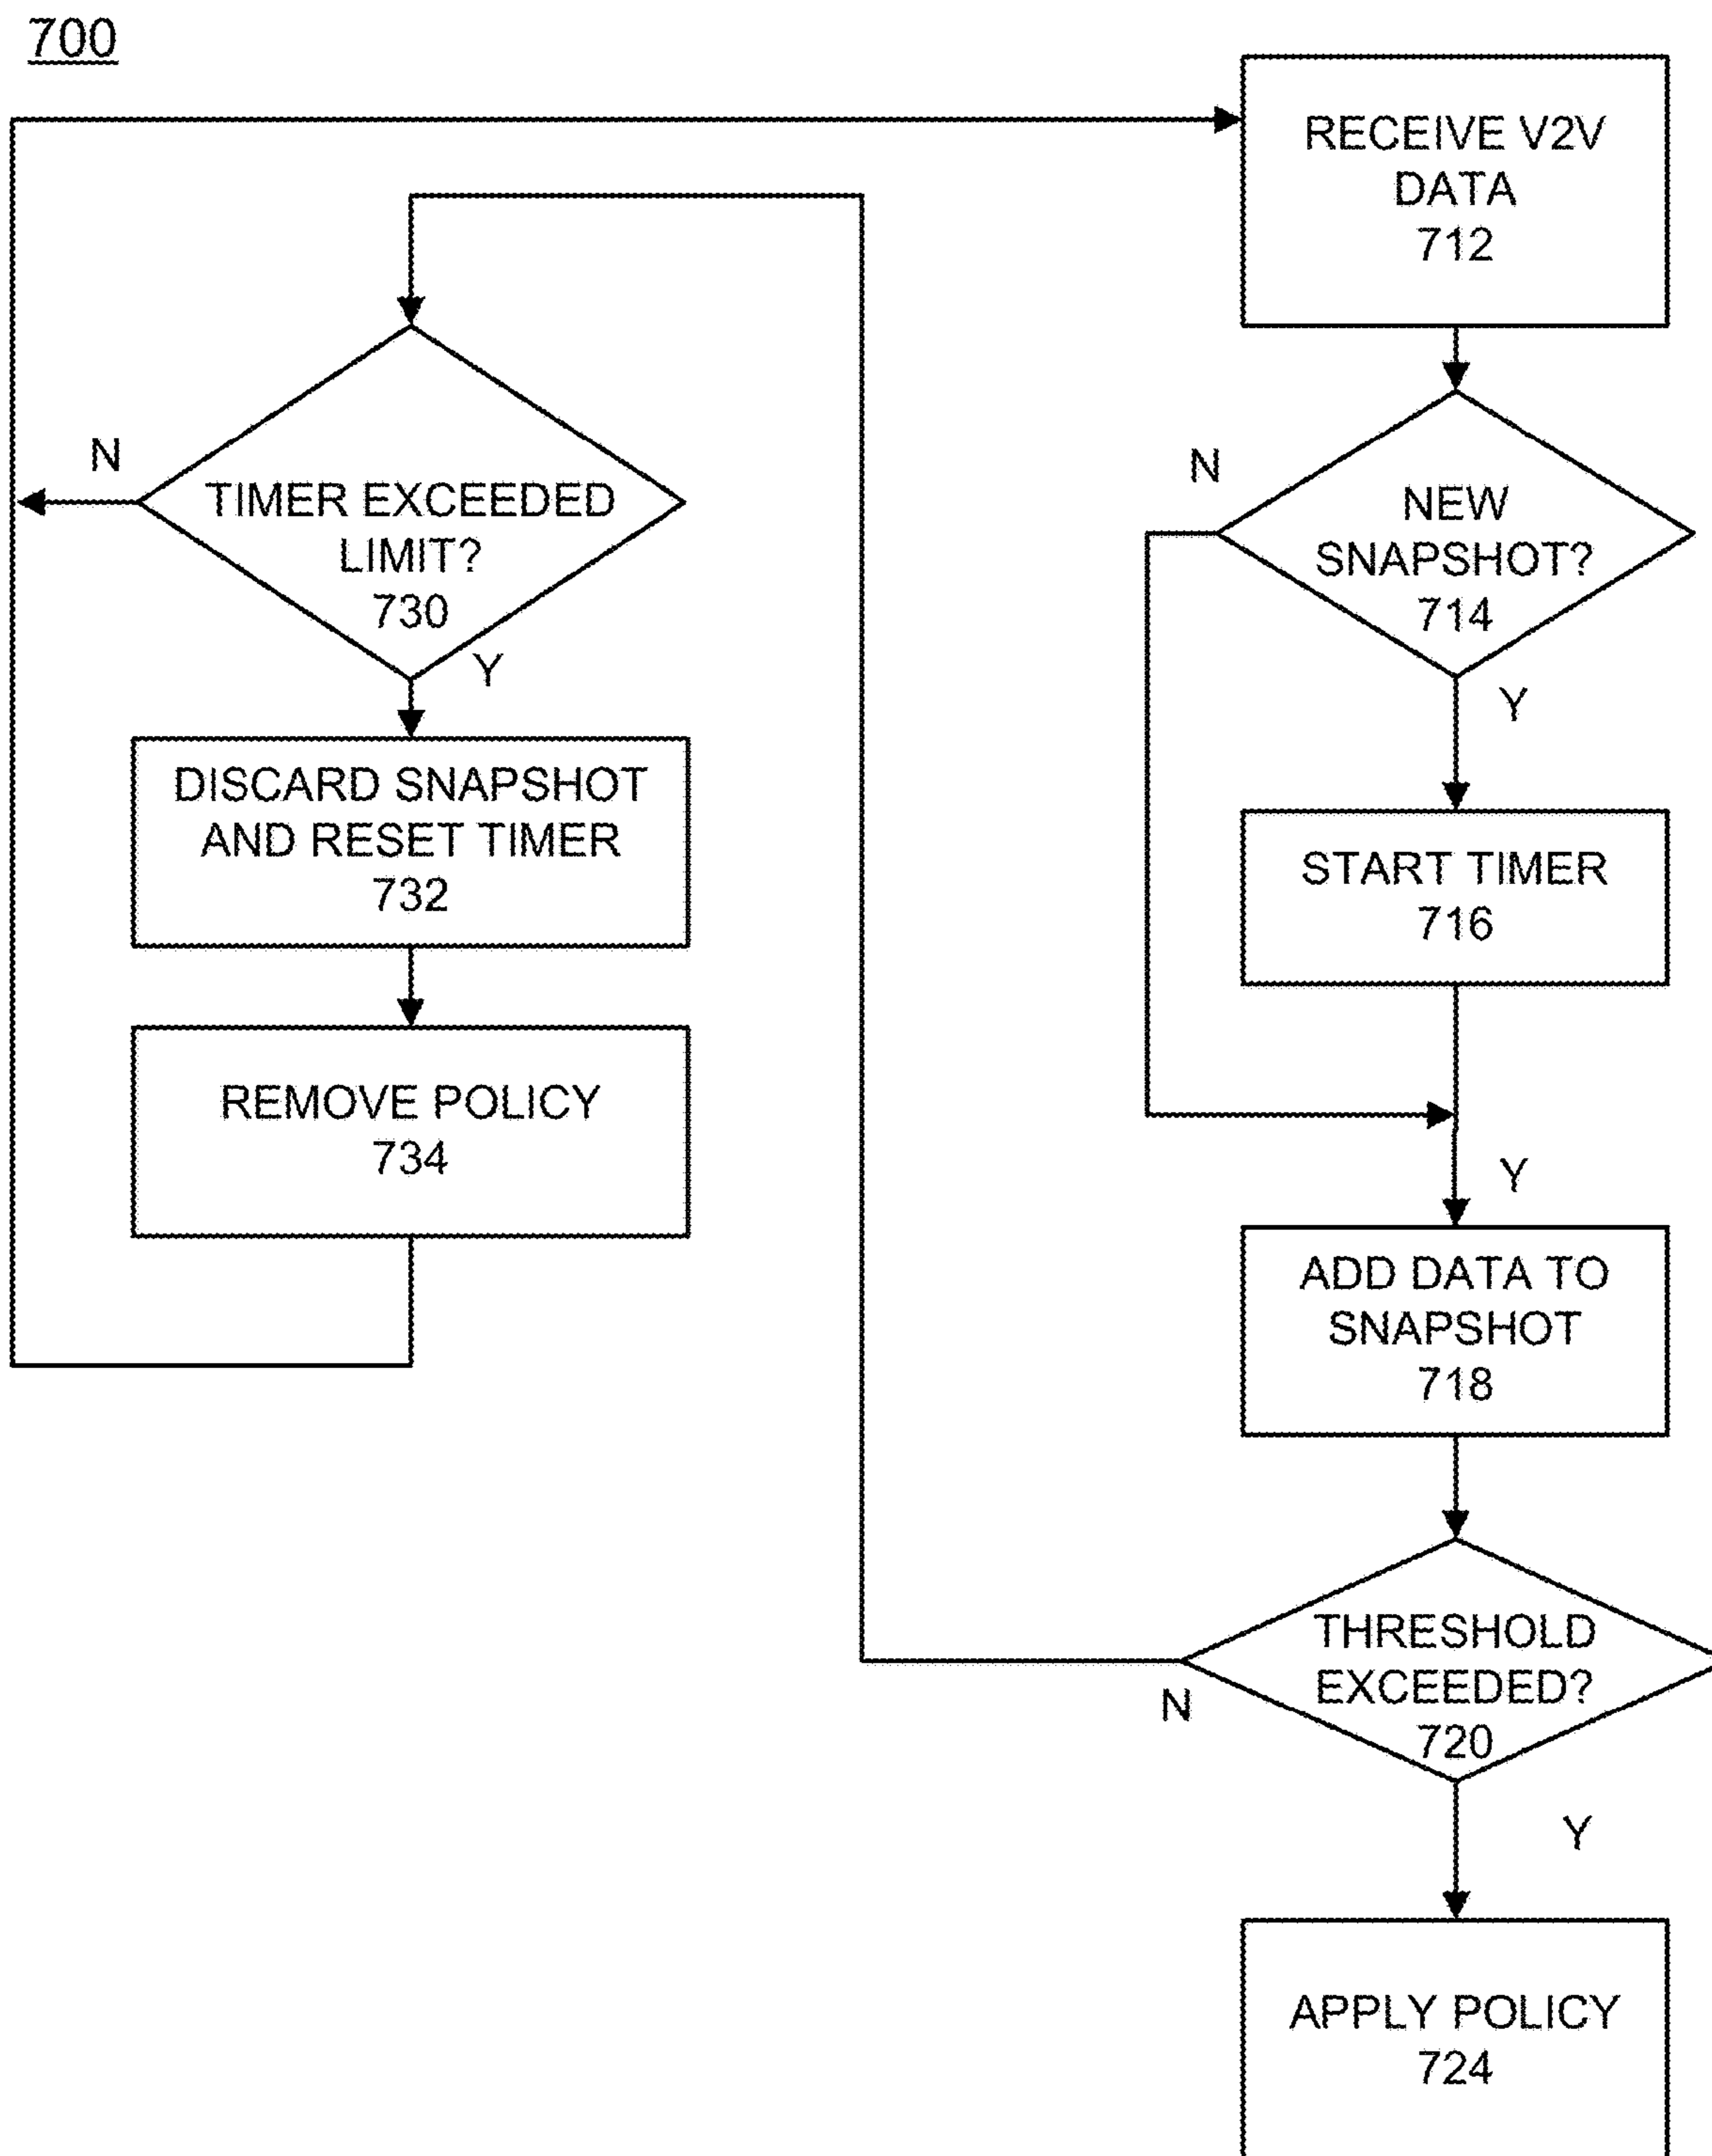 700
RECEIVE V2V
DATA
712
N
NEW
SNAPSHOT?
714
Y
START TIMER
716
Y
ADD DATA TO
SNAPSHOT
718
THRESHOLD
EXCEEDED?
720
N
Y
APPLY POLICY
724
N
TIMER EXCEEDED
LIMIT?
730
Y
DISCARD SNAPSHOT
AND RESET TIMER
732
REMOVE POLICY
734